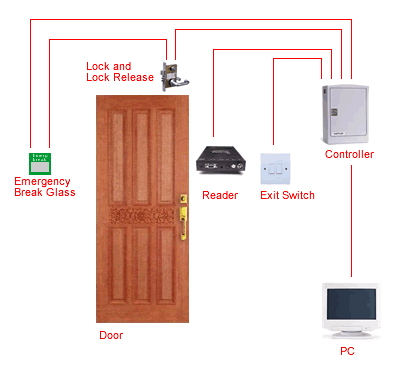 Lock and
Lock Release
Emergency
Break Glass
Reader
Exit Switch
Controller
Door
PC